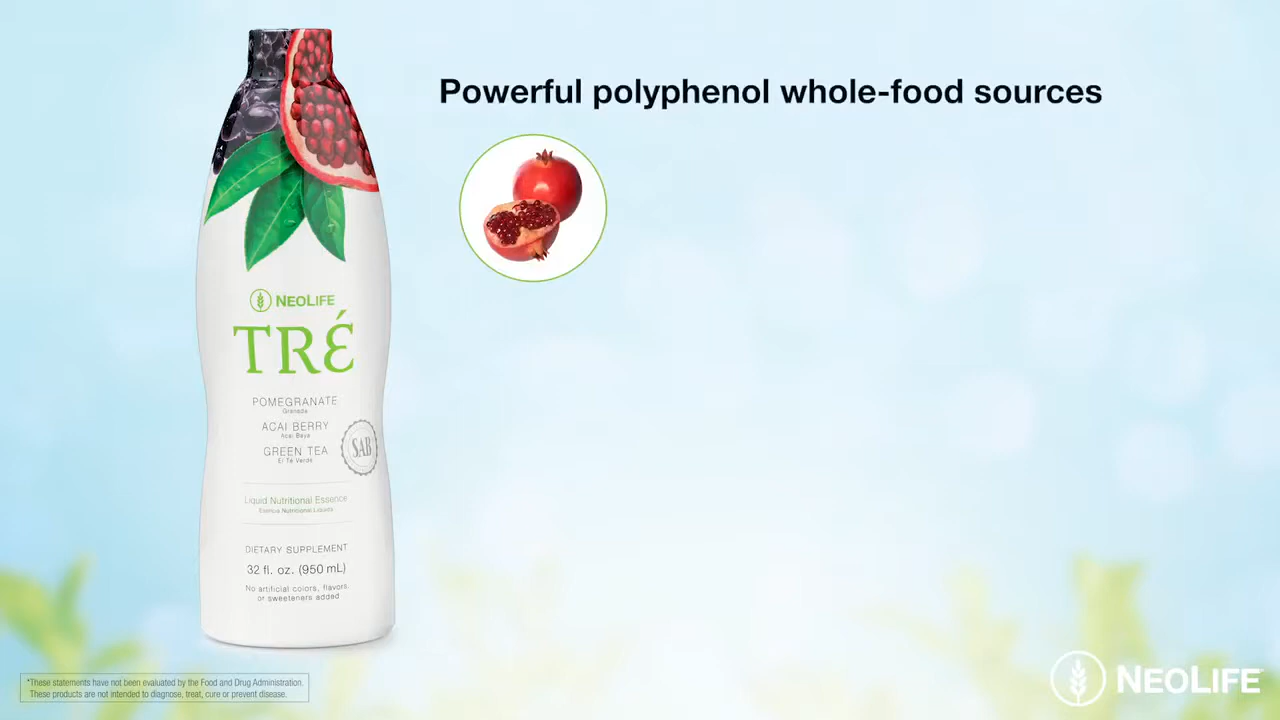 Powerful polyphenol whole-food sources
NEOLIFE
TRÉ
POMEGRANATE
Granada
ACAI BERRY
Acai Baya
GREEN TEA
El Té Verde
SAB
Liquid Nutritional Essence
Esencia Nutricional Líquida
DIETARY SUPPLEMENT
32 fl. oz. (950 mL)
No artificial colors, flavors,
or sweeteners added
*These statements have not been evaluated by the Food and Drug Administration.
These products are not intended to diagnose, treat, cure or prevent disease.
NEOLIFE